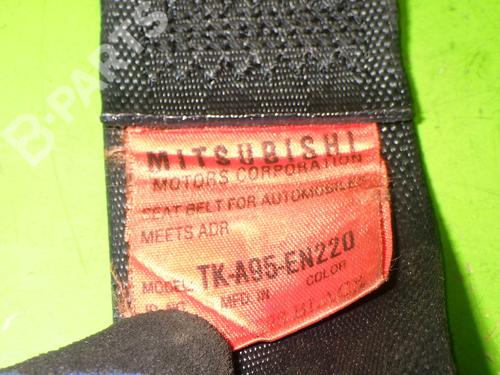 B-PARTS
MITSUBISHI
MOTORS CORPORATION
SEAT BELT FOR AUTOMOBILES
MEETS ADR
MODEL TK-A95-EN220
MFD. IN COLOR